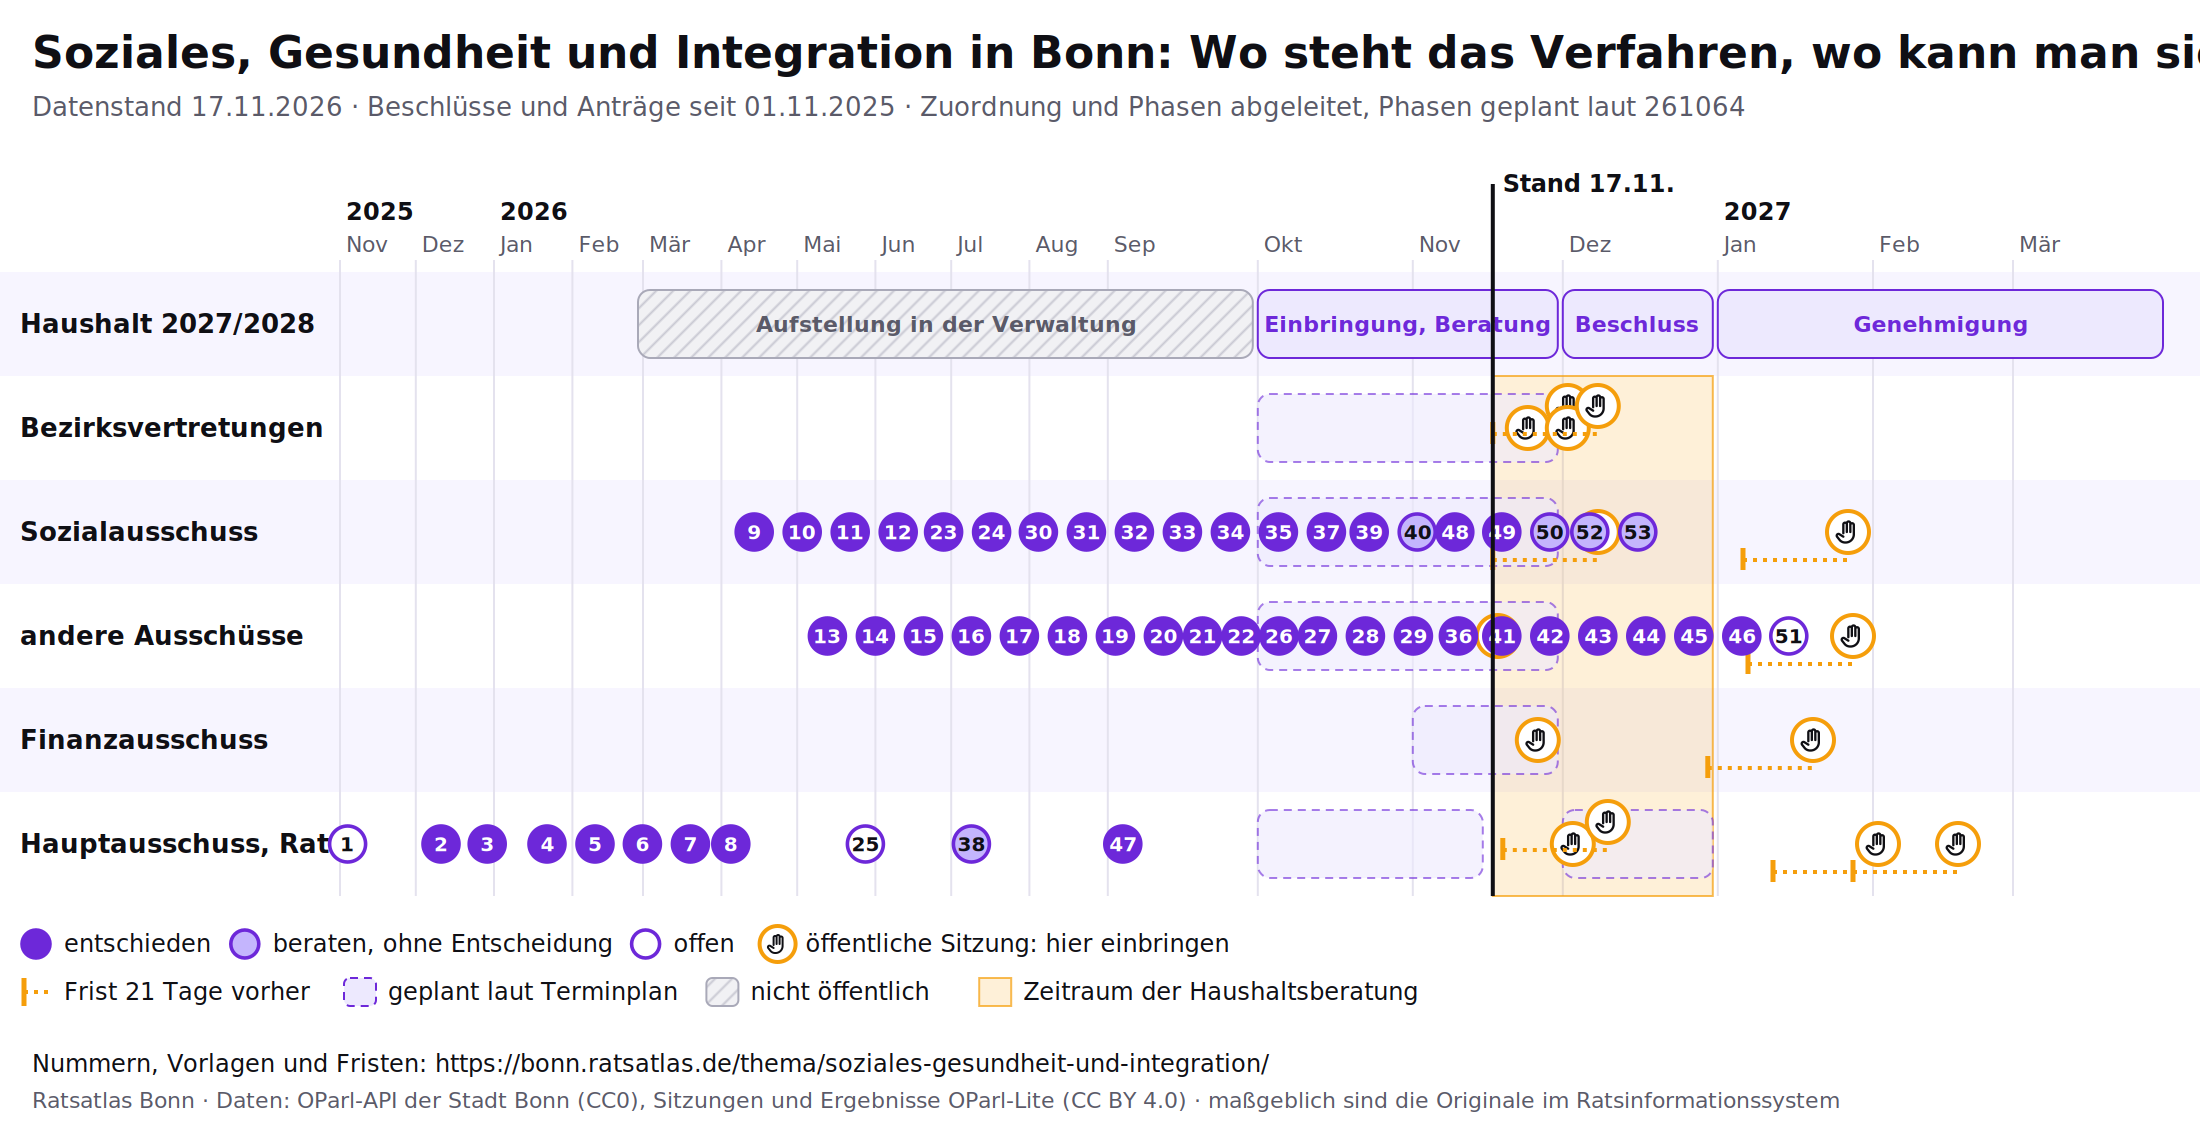 Soziales, Gesundheit und Integration in Bonn: Wo steht das Verfahren, wo kann man
Datenstand 17.11.2026 · Beschlüsse und Anträge seit 01.11.2025 · Zuordnung und Phasen abgeleitet, Phasen geplant laut 261064
Stand 17.11.
2025 2026 2027
Nov Dez Jan Feb Mär Apr Mai Jun Jul Aug Sep Okt Nov Dez Jan Feb Mär
Haushalt 2027/2028 Aufstellung in der Verwaltung Einbringung, Beratung Beschluss Genehmigung
Bezirksvertretungen
Sozialausschuss 9 10 11 12 23 24 30 31 32 33 34 35 37 39 40 48 49 50 52 53
andere Ausschüsse 13 14 15 16 17 18 19 20 21 22 26 27 28 29 36 41 42 43 44 45 46 51
Finanzausschuss
Hauptausschuss, Rat 1 2 3 4 5 6 7 8 25 38 47
entschieden beraten, ohne Entscheidung offen öffentliche Sitzung: hier einbringen
Frist 21 Tage vorher geplant laut Terminplan nicht öffentlich Zeitraum der Haushaltsberatung
Nummern, Vorlagen und Fristen: https://bonn.ratsatlas.de/thema/soziales-gesundheit-und-integration/
Ratsatlas Bonn · Daten: OParl-API der Stadt Bonn (CC0), Sitzungen und Ergebnisse OParl-Lite (CC BY 4.0) · maßgeblich sind die Originale im Ratsinformationssystem